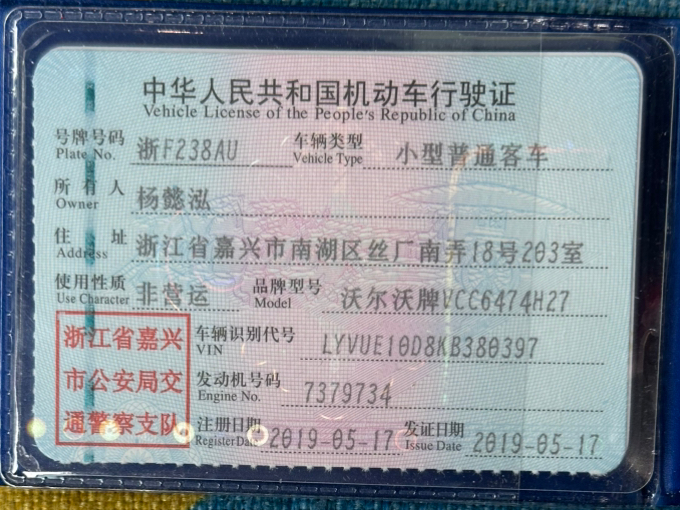 中华人民共和国机动车行驶证
Vehicle License of the People's Republic of China
号牌号码 浙F238AU 车辆类型 小型普通客车
Plate No. Vehicle Type
所有人 杨懿泓
Owner
住址 浙江省嘉兴市南湖区丝厂南弄18号203室
Address
使用性质 非营运 品牌型号 沃尔沃牌VCC6474H27
Use Character Model
浙江省嘉兴
市公安局交
通警察支队
车辆识别代号 LYVUE10D8KB380397
VIN
发动机号码 7379734
Engine No.
注册日期 2019-05-17 发证日期 2019-05-17
Register Date Issue Date